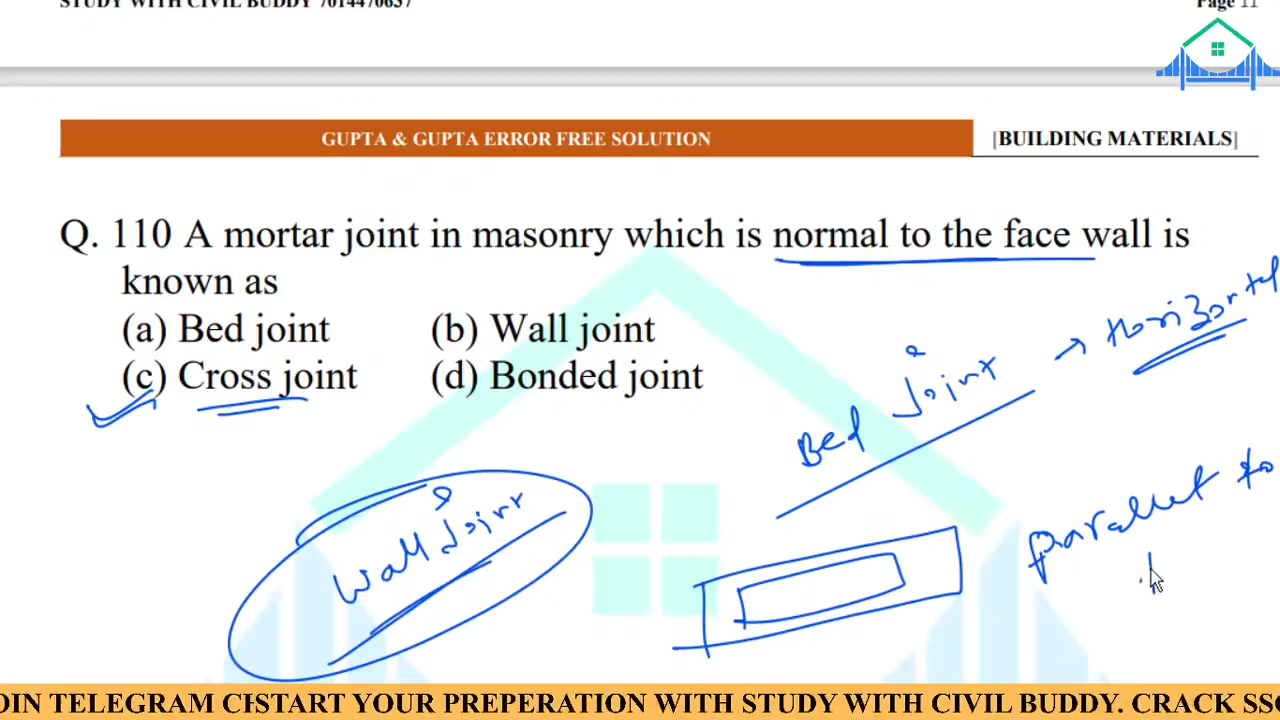 STUDY WITH CIVIL BUDDY 7014470637
Page 11
GUPTA & GUPTA ERROR FREE SOLUTION
[BUILDING MATERIALS]
Q. 110 A mortar joint in masonry which is normal to the face wall is
known as
(a) Bed joint (b) Wall joint
(c) Cross joint (d) Bonded joint
Bed Joint → Horizontal
Wall Joint
parallel to
OIN TELEGRAM CHSTART YOUR PREPERATION WITH STUDY WITH CIVIL BUDDY. CRACK SSC